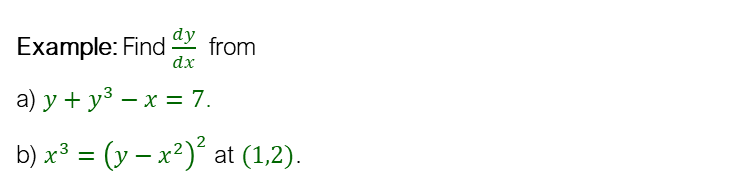 Example: Find dy/dx from
a) y + y³ − x = 7.
b) x³ = (y − x²)² at (1,2).